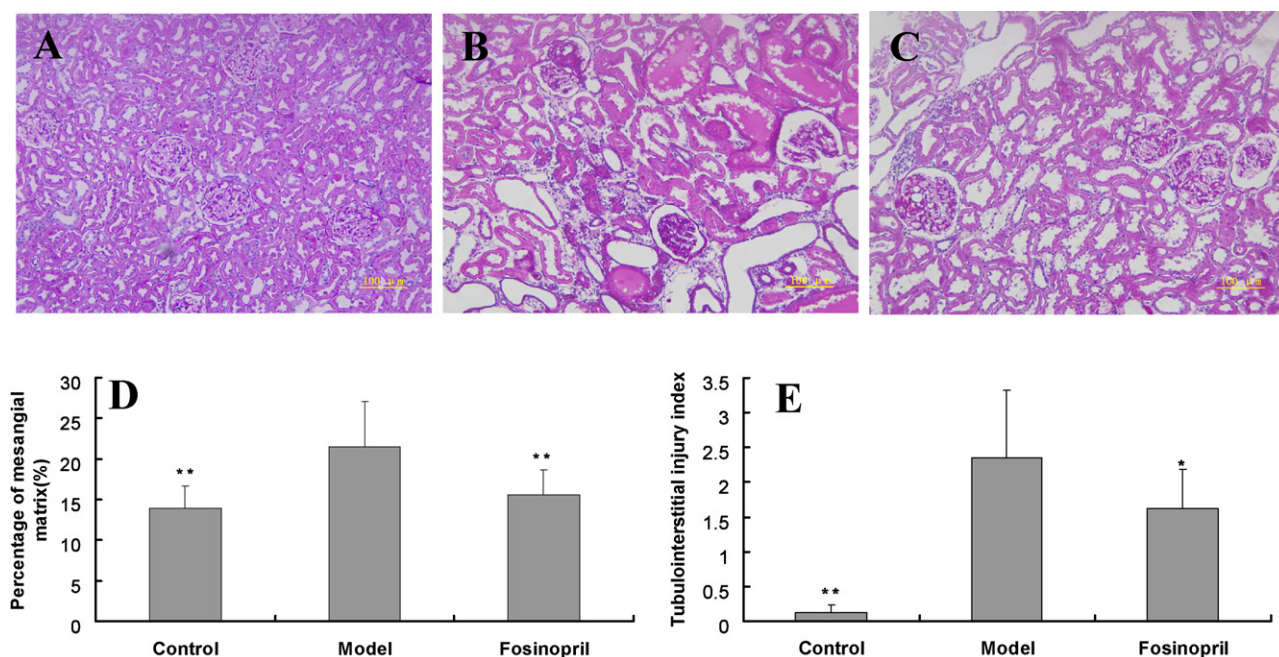 A
B
C
100 μm
100 μm
100 μm
D
30
25
20
15
10
5
0
Percentage of mesangial
matrix(%)
**
**
Control
Model
Fosinopril
E
3.5
3
2.5
2
1.5
1
0.5
0
Tubulointerstitial injury index
**
*
Control
Model
Fosinopril